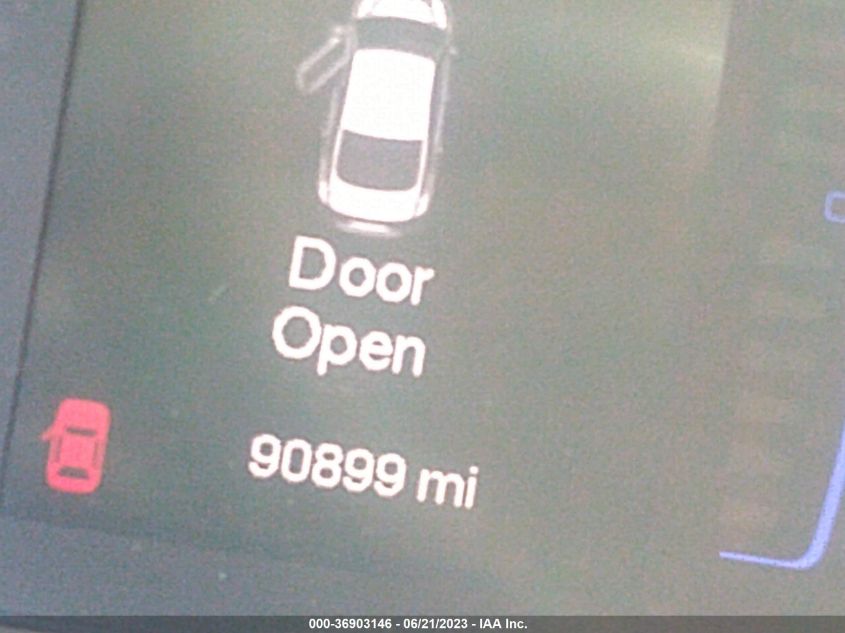 Door
Open
90899 mi
000-36903146 - 06/21/2023 - IAA Inc.